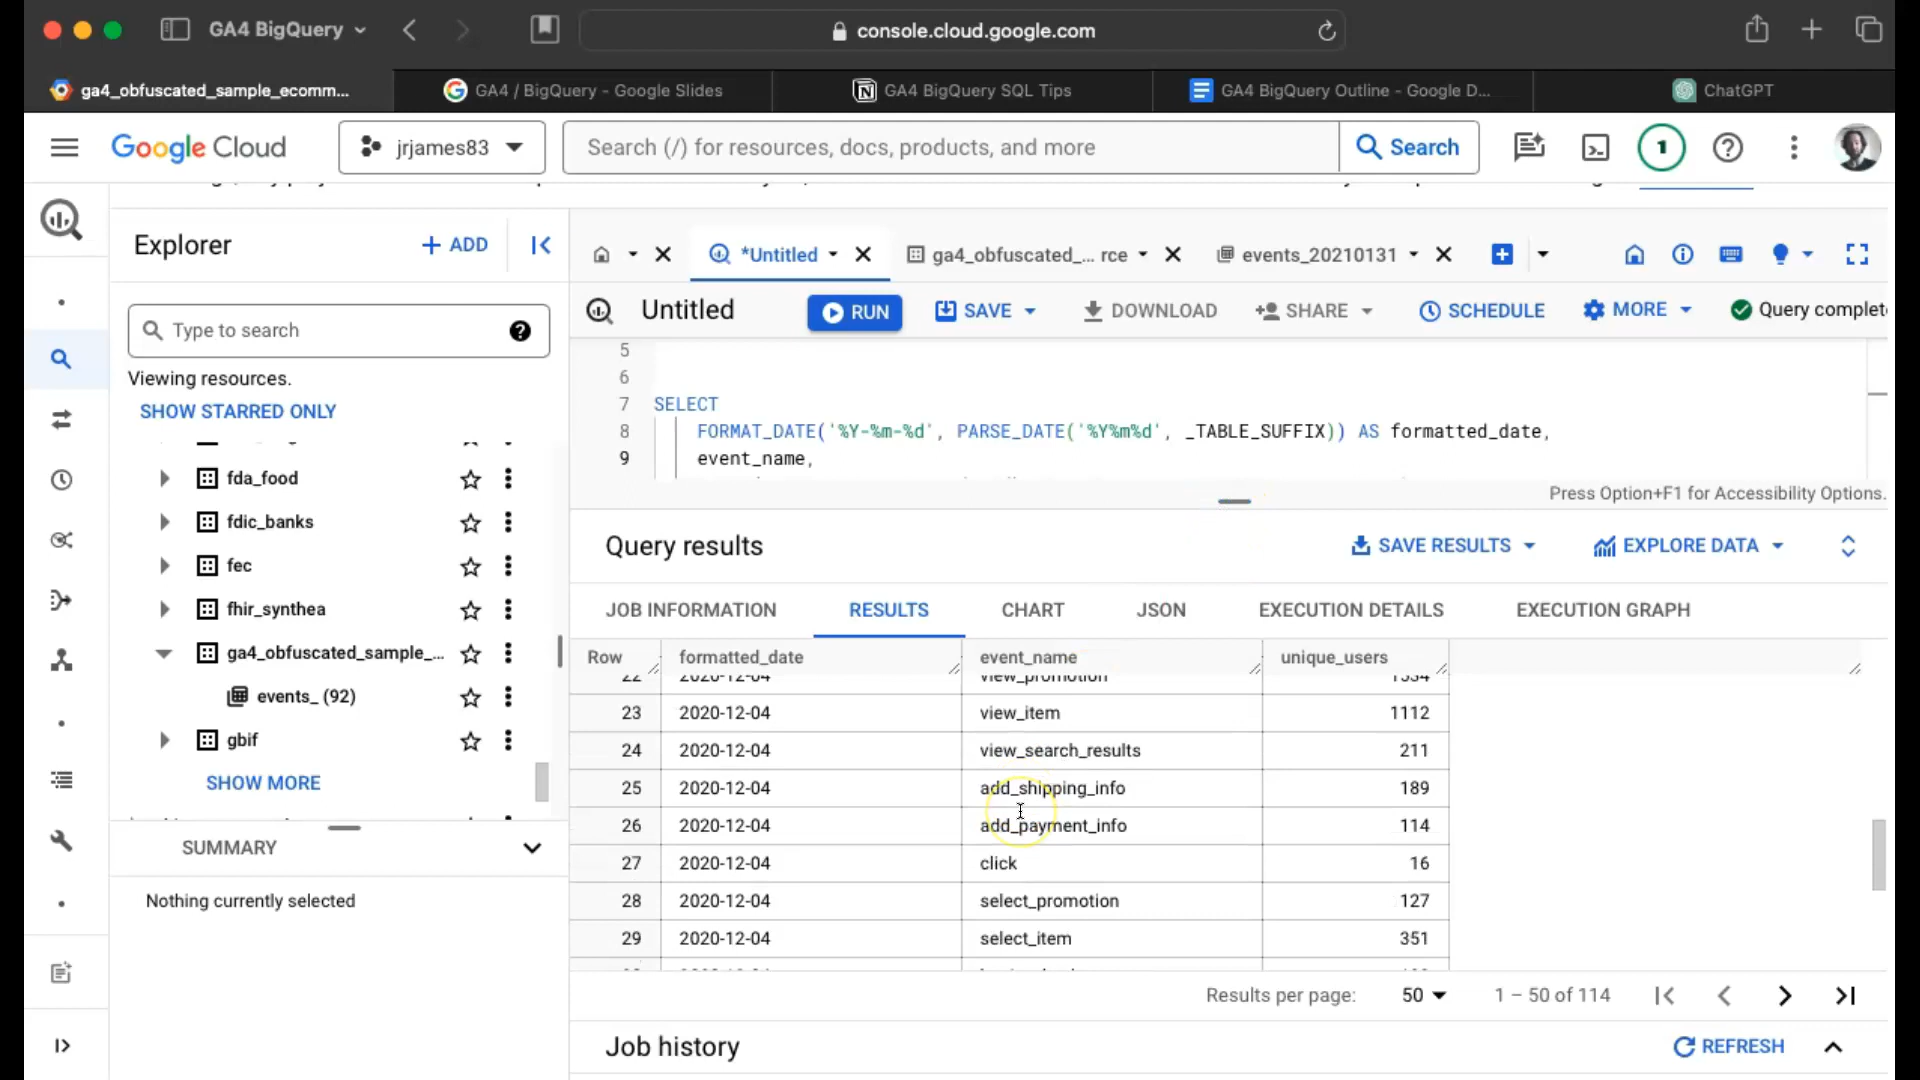 GA4 BigQuery
console.cloud.google.com
ga4_obfuscated_sample_ecomm...
GA4 / BigQuery - Google Slides
GA4 BigQuery SQL Tips
GA4 BigQuery Outline - Google D...
ChatGPT
Google Cloud
jrjames83
Search (/) for resources, docs, products, and more
Search
1
Explorer
+ ADD
*Untitled
ga4_obfuscated_... rce
events_20210131
Untitled
RUN
SAVE
DOWNLOAD
SHARE
SCHEDULE
MORE
Query complet
Type to search
Viewing resources.
SHOW STARRED ONLY
fda_food
fdic_banks
fec
fhir_synthea
ga4_obfuscated_sample_...
events_ (92)
gbif
SHOW MORE
SUMMARY
Nothing currently selected
5
6
7 SELECT
8 FORMAT_DATE('%Y-%m-%d', PARSE_DATE('%Y%m%d', _TABLE_SUFFIX)) AS formatted_date,
9 event_name,
Press Option+F1 for Accessibility Options.
Query results
SAVE RESULTS
EXPLORE DATA
JOB INFORMATION
RESULTS
CHART
JSON
EXECUTION DETAILS
EXECUTION GRAPH
Row formatted_date event_name unique_users
22 2020-12-04 view_promotion 1334
23 2020-12-04 view_item 1112
24 2020-12-04 view_search_results 211
25 2020-12-04 add_shipping_info 189
26 2020-12-04 add_payment_info 114
27 2020-12-04 click 16
28 2020-12-04 select_promotion 127
29 2020-12-04 select_item 351
Results per page: 50 1 – 50 of 114
Job history
REFRESH